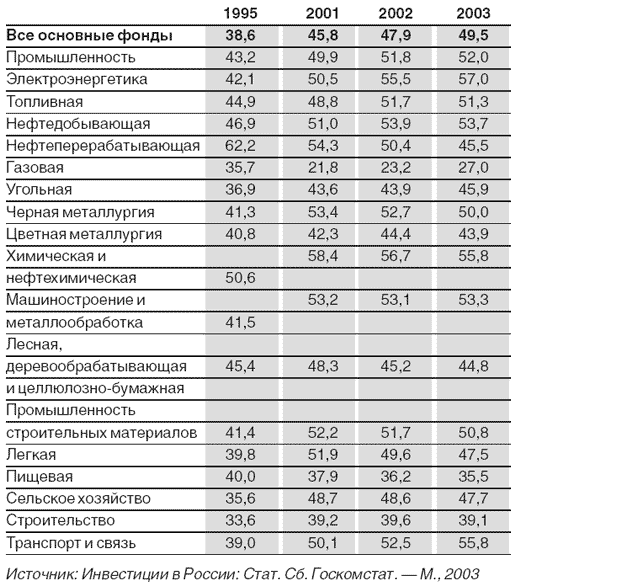 1995 2001 2002 2003
Все основные фонды 38,6 45,8 47,9 49,5
Промышленность 43,2 49,9 51,8 52,0
Электроэнергетика 42,1 50,5 55,5 57,0
Топливная 44,9 48,8 51,7 51,3
Нефтедобывающая 46,9 51,0 53,9 53,7
Нефтеперерабатывающая 62,2 54,3 50,4 45,5
Газовая 35,7 21,8 23,2 27,0
Угольная 36,9 43,6 43,9 45,9
Черная металлургия 41,3 53,4 52,7 50,0
Цветная металлургия 40,8 42,3 44,4 43,9
Химическая и 58,4 56,7 55,8
нефтехимическая 50,6
Машиностроение и 53,2 53,1 53,3
металлообработка 41,5
Лесная,
деревообрабатывающая 45,4 48,3 45,2 44,8
и целлюлозно-бумажная
Промышленность
строительных материалов 41,4 52,2 51,7 50,8
Легкая 39,8 51,9 49,6 47,5
Пищевая 40,0 37,9 36,2 35,5
Сельское хозяйство 35,6 48,7 48,6 47,7
Строительство 33,6 39,2 39,6 39,1
Транспорт и связь 39,0 50,1 52,5 55,8
Источник: Инвестиции в России: Стат. Сб. Госкомстат. — М., 2003